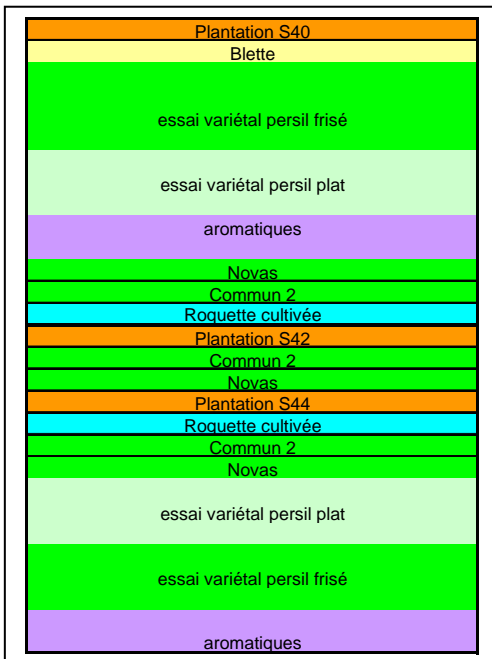 Plantation S40
Blette
essai variétal persil frisé
essai variétal persil plat
aromatiques
Novas
Commun 2
Roquette cultivée
Plantation S42
Commun 2
Novas
Plantation S44
Roquette cultivée
Commun 2
Novas
essai variétal persil plat
essai variétal persil frisé
aromatiques